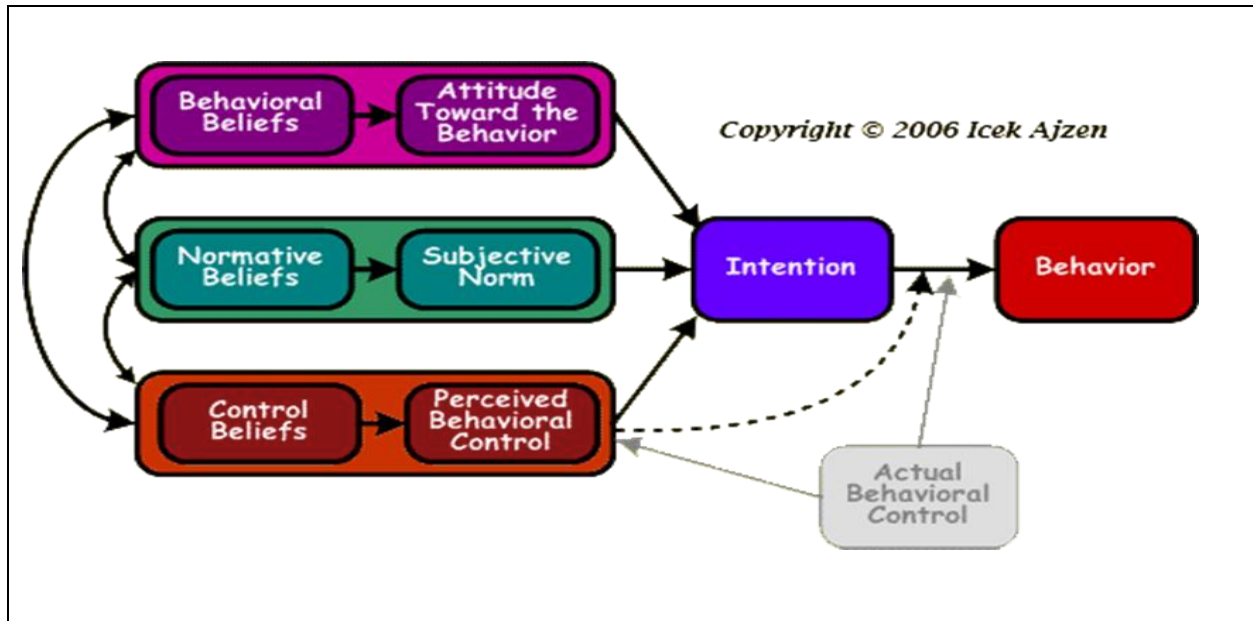 Behavioral
Beliefs
Attitude
Toward the
Behavior
Copyright © 2006 Icek Ajzen
Normative
Beliefs
Subjective
Norm
Intention
Behavior
Control
Beliefs
Perceived
Behavioral
Control
Actual
Behavioral
Control